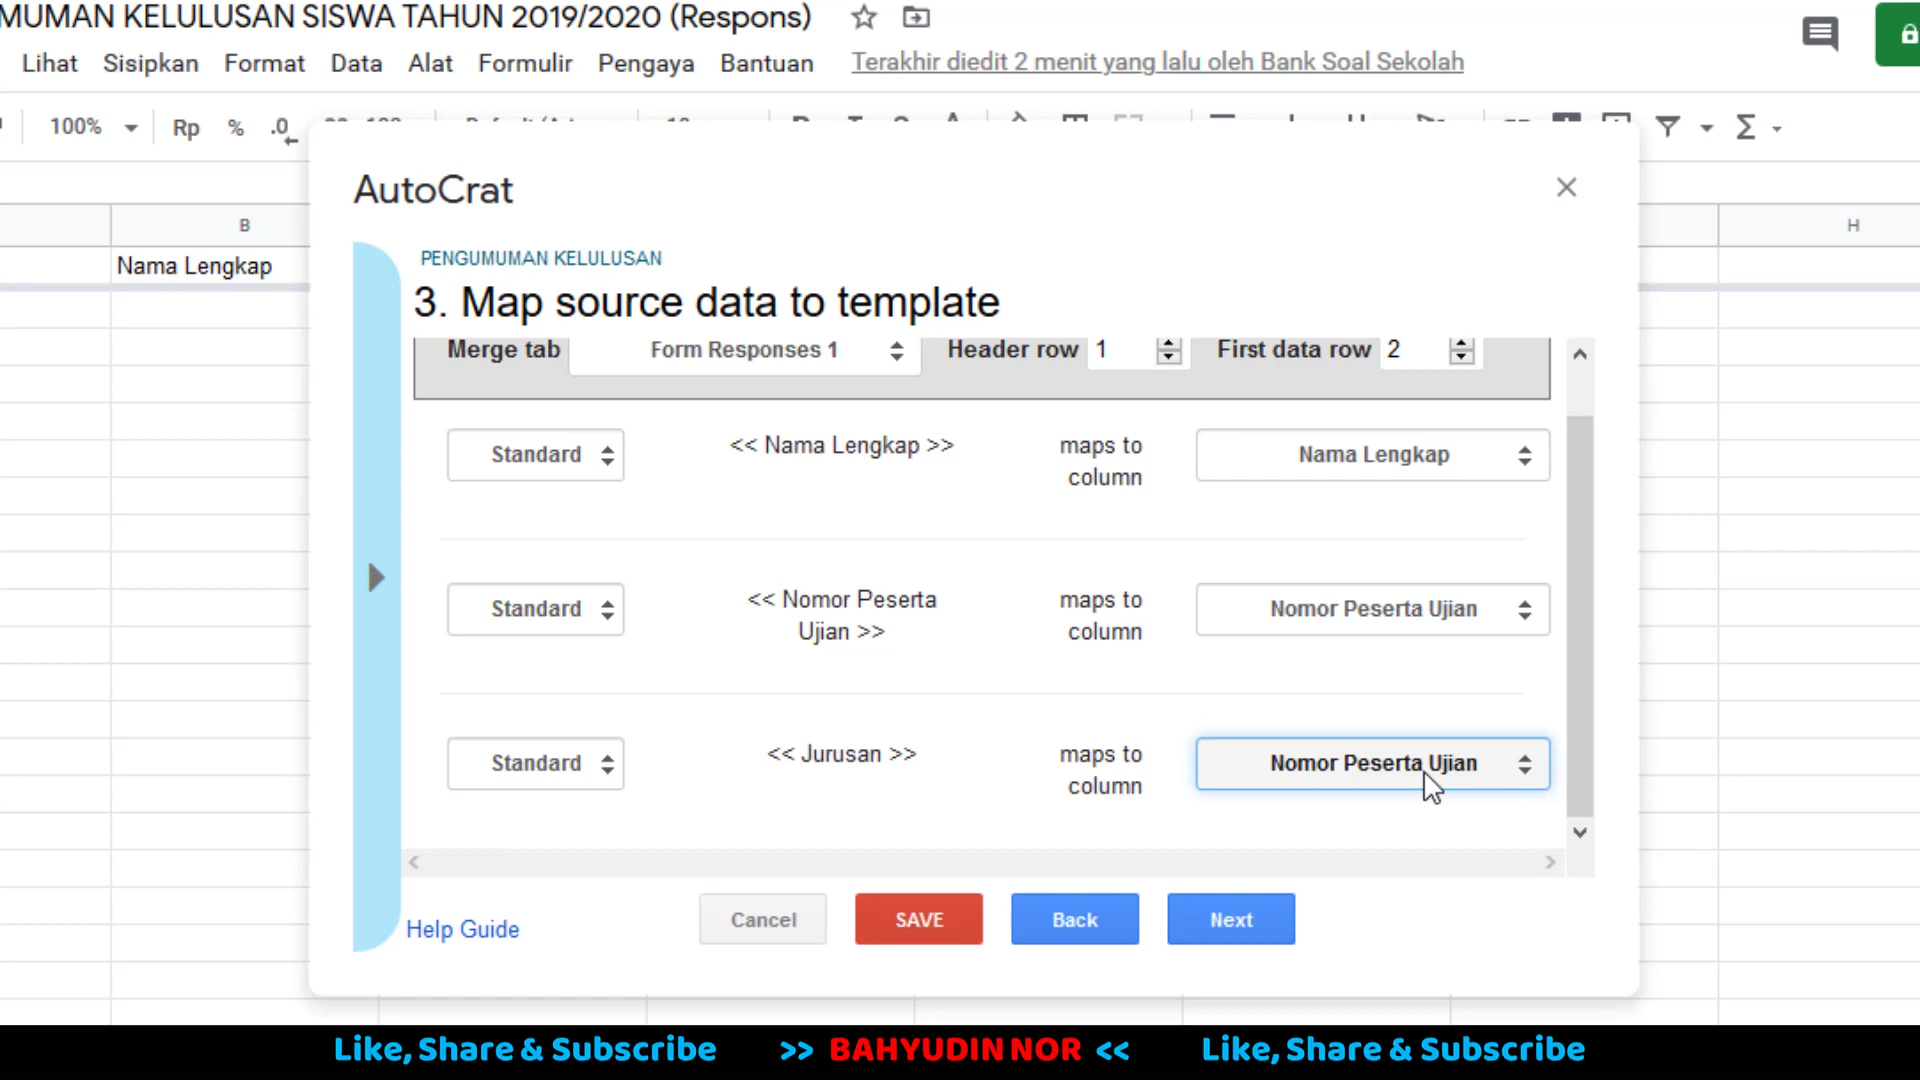 MUMAN KELULUSAN SISWA TAHUN 2019/2020 (Respons)
Lihat Sisipkan Format Data Alat Formulir Pengaya Bantuan Terakhir diedit 2 menit yang lalu oleh Bank Soal Sekolah
100% Rp % .0
B H
Nama Lengkap
AutoCrat
PENGUMUMAN KELULUSAN
3. Map source data to template
Merge tab Form Responses 1 Header row 1 First data row 2
Standard << Nama Lengkap >> maps to column Nama Lengkap
Standard << Nomor Peserta Ujian >> maps to column Nomor Peserta Ujian
Standard << Jurusan >> maps to column Nomor Peserta Ujian
Help Guide Cancel SAVE Back Next
Like, Share & Subscribe >> BAHYUDIN NOR << Like, Share & Subscribe